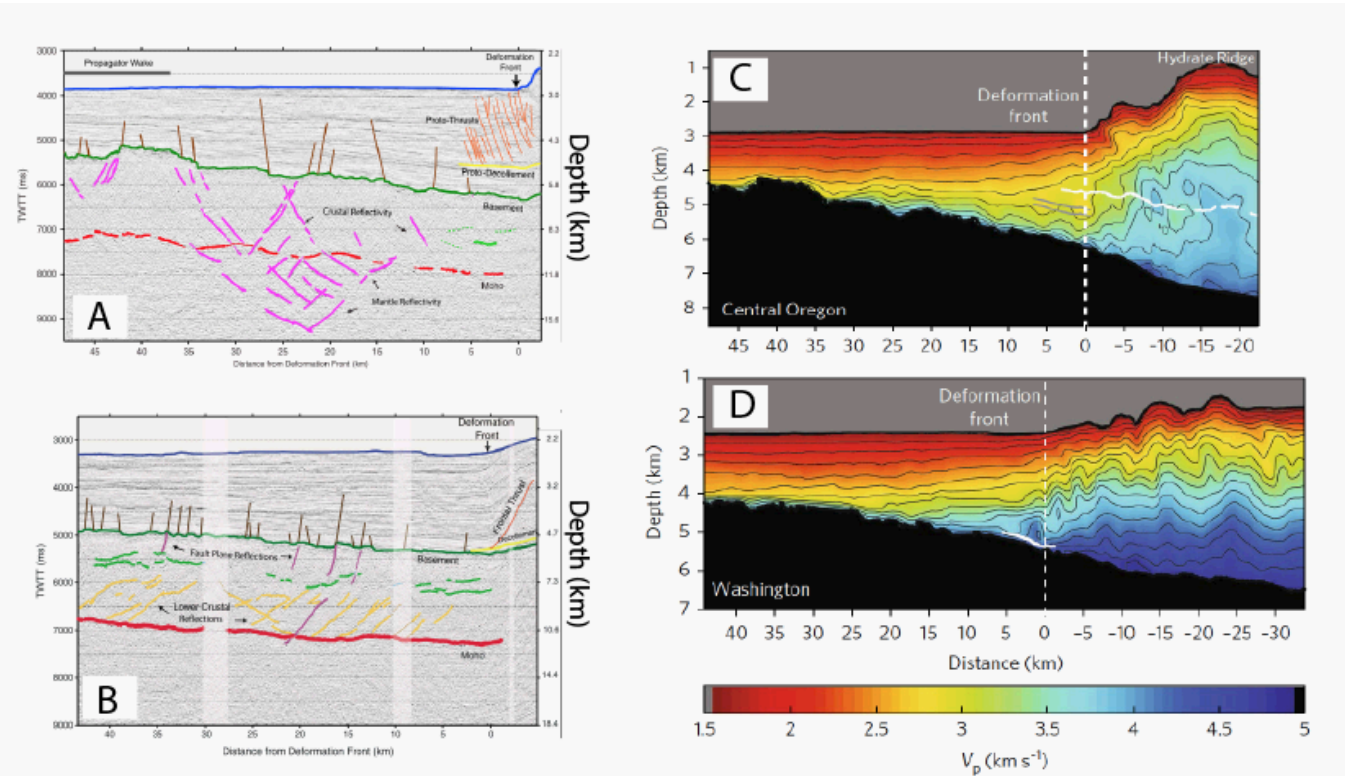 3000
4000
5000
6000
7000
8000
9000
TWTT (ms)
Propagator Wake
Deformation
Front
Proto-Thrusts
Proto-Decollement
Basement
Crustal Reflectivity
Moho
Mantle Reflectivity
A
2.2
3.0
4.3
5.8
8.3
11.8
15.6
Depth (km)
45 40 35 30 25 20 15 10 5 0
Distance from Deformation Front (km)
3000
4000
5000
6000
7000
8000
9000
TWTT (ms)
Deformation
Front
Frontal Thrust
Decollement
Basement
Fault Plane Reflections
Lower Crustal
Reflections
Moho
B
2.2
3.2
4.7
7.3
10.6
14.4
18.4
Depth (km)
40 35 30 25 20 15 10 5 0
Distance from Deformation Front (km)
C
Hydrate Ridge
Deformation
front
1
2
3
4
5
6
7
8
Depth (km)
Central Oregon
45 40 35 30 25 20 15 10 5 0 -5 -10 -15 -20
D
Deformation
front
1
2
3
4
5
6
7
Depth (km)
Washington
40 35 30 25 20 15 10 5 0 -5 -10 -15 -20 -25 -30
Distance (km)
1.5 2 2.5 3 3.5 4 4.5 5
Vp (km s⁻¹)